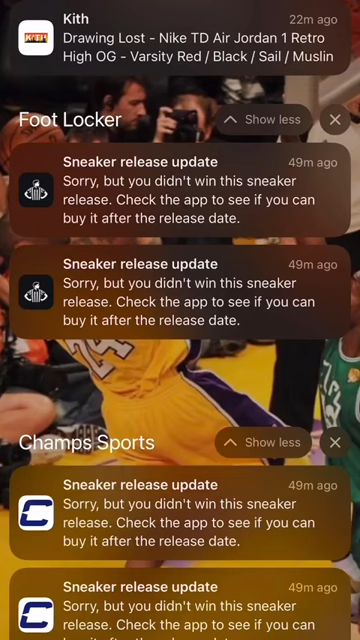 Kith
22m ago
Drawing Lost - Nike TD Air Jordan 1 Retro
High OG - Varsity Red / Black / Sail / Muslin
Foot Locker
Show less
Sneaker release update
49m ago
Sorry, but you didn't win this sneaker
release. Check the app to see if you can
buy it after the release date.
Sneaker release update
49m ago
Sorry, but you didn't win this sneaker
release. Check the app to see if you can
buy it after the release date.
24
Champs Sports
Show less
Sneaker release update
49m ago
Sorry, but you didn't win this sneaker
release. Check the app to see if you can
buy it after the release date.
Sneaker release update
49m ago
Sorry, but you didn't win this sneaker
release. Check the app to see if you can